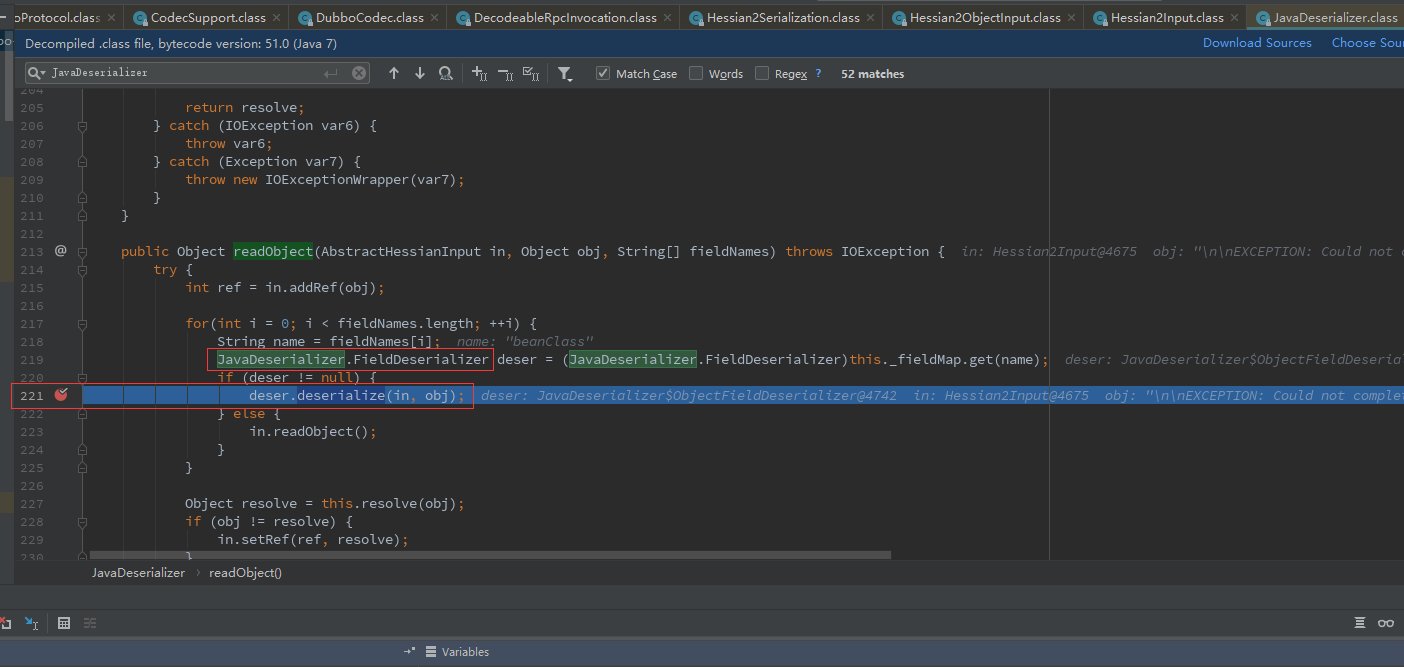 oProtocol.class CodecSupport.class DubboCodec.class DecodeableRpcInvocation.class Hessian2Serialization.class Hessian2ObjectInput.class Hessian2Input.class JavaDeserializer.class
Decompiled .class file, bytecode version: 51.0 (Java 7) Download Sources Choose Sou
JavaDeserializer Match Case Words Regex ? 52 matches
204
205 return resolve;
206 } catch (IOException var6) {
207 throw var6;
208 } catch (Exception var7) {
209 throw new IOExceptionWrapper(var7);
210 }
211 }
212
213 @ public Object readObject(AbstractHessianInput in, Object obj, String[] fieldNames) throws IOException { in: Hessian2Input@4675 obj: "\n\nEXCEPTION: Could not c
214 try {
215 int ref = in.addRef(obj);
216
217 for(int i = 0; i < fieldNames.length; ++i) {
218 String name = fieldNames[i]; name: "beanClass"
219 JavaDeserializer.FieldDeserializer deser = (JavaDeserializer.FieldDeserializer)this._fieldMap.get(name); deser: JavaDeserializer$ObjectFieldDeserial
220 if (deser != null) {
221 deser.deserialize(in, obj); deser: JavaDeserializer$ObjectFieldDeserializer@4742 in: Hessian2Input@4675 obj: "\n\nEXCEPTION: Could not complet
222 } else {
223 in.readObject();
224 }
225 }
226
227 Object resolve = this.resolve(obj);
228 if (obj != resolve) {
229 in.setRef(ref, resolve);
230 }
JavaDeserializer › readObject()
Variables